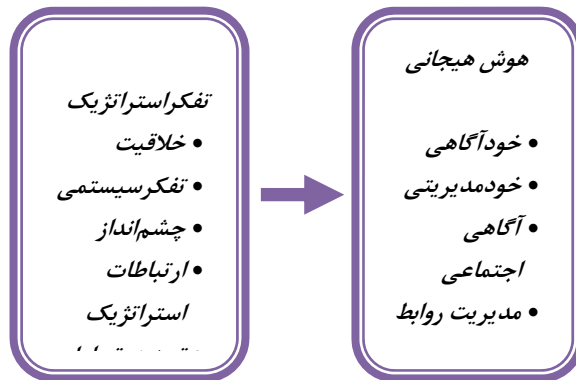 هوش هیجانی
• خودآگاهی
• خودمدیریتی
• آگاهی
اجتماعی
• مدیریت روابط
تفکراستراتژیک
• خلاقیت
• تفکرسیستمی
• چشم‌انداز
• ارتباطات
استراتژیک